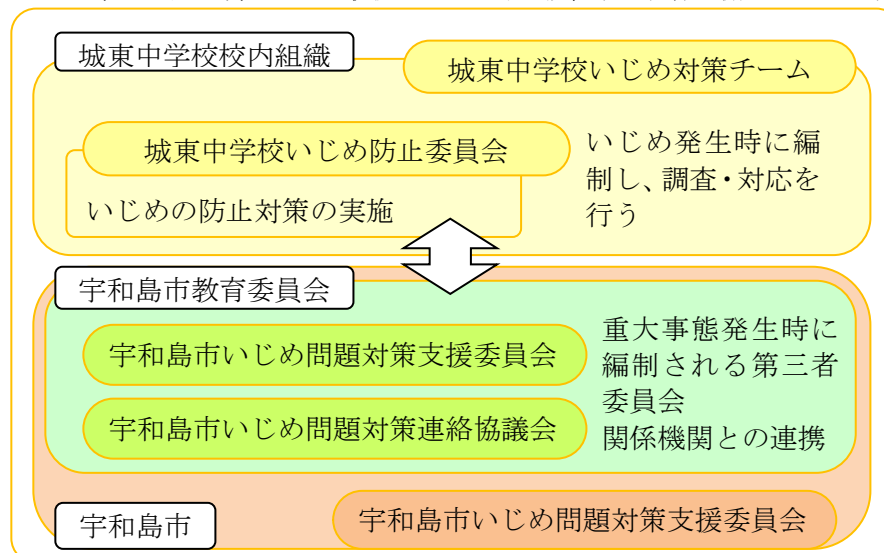 城東中学校校内組織
城東中学校いじめ対策チーム
城東中学校いじめ防止委員会
いじめの防止対策の実施
いじめ発生時に編
制し、調査・対応を
行う
宇和島市教育委員会
宇和島市いじめ問題対策支援委員会
宇和島市いじめ問題対策連絡協議会
重大事態発生時に
編制される第三者
委員会
関係機関との連携
宇和島市
宇和島市いじめ問題対策支援委員会